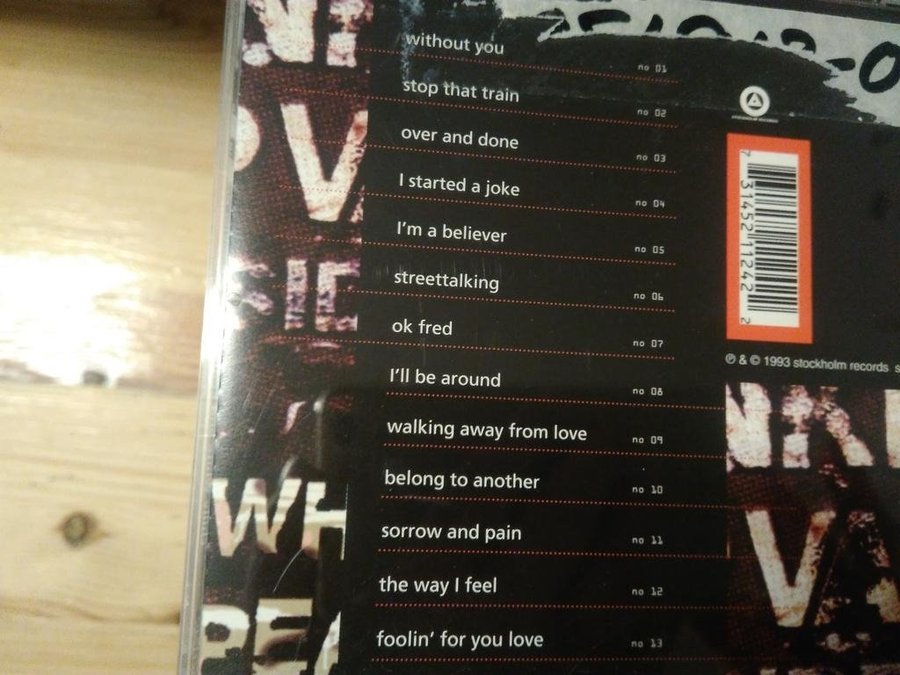 without you
no 01
stop that train
no 02
over and done
no 03
I started a joke
no 04
I'm a believer
no 05
streettalking
no 06
ok fred
no 07
I'll be around
no 08
walking away from love
no 09
belong to another
no 10
sorrow and pain
no 11
the way I feel
no 12
foolin' for you love
no 13
7 31452 11242 2
℗ & © 1993 stockholm records